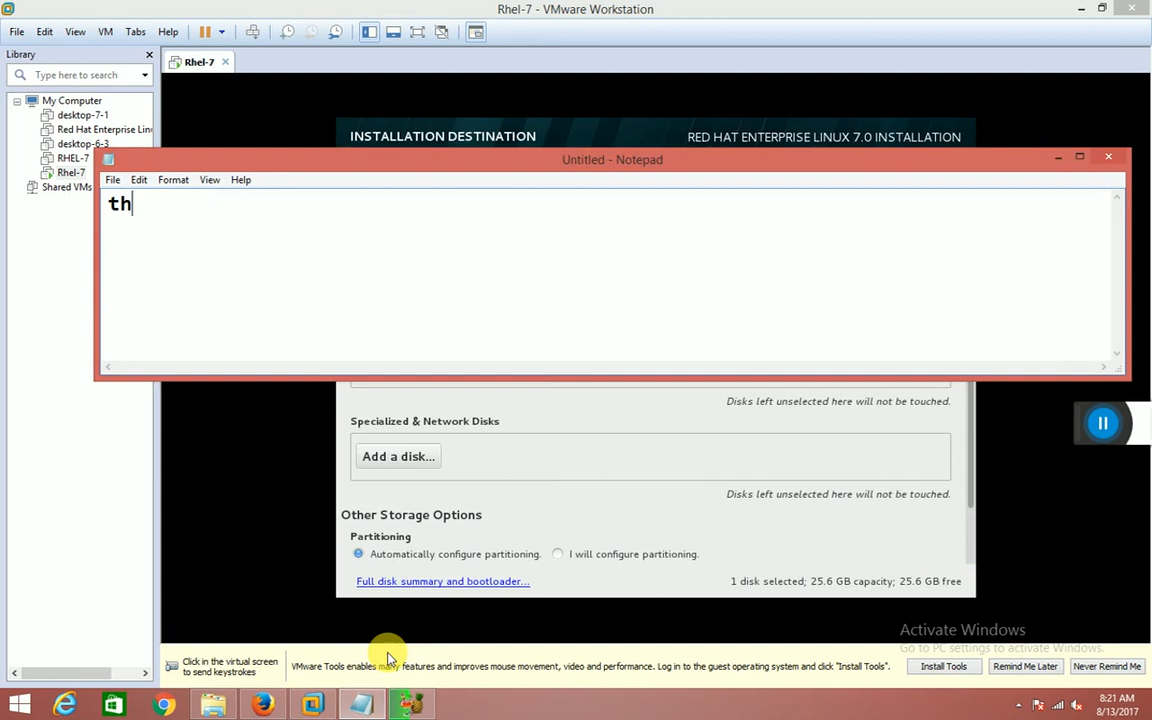 Rhel-7 - VMware Workstation
File Edit View VM Tabs Help
Library
Type here to search
My Computer
desktop-7-1
Red Hat Enterprise Linu
desktop-6-3
RHEL-7
Rhel-7
Shared VMs
Rhel-7
INSTALLATION DESTINATION
RED HAT ENTERPRISE LINUX 7.0 INSTALLATION
Untitled - Notepad
File Edit Format View Help
th
Disks left unselected here will not be touched.
Specialized & Network Disks
Add a disk...
Disks left unselected here will not be touched.
Other Storage Options
Partitioning
Automatically configure partitioning. I will configure partitioning.
Full disk summary and bootloader...
1 disk selected; 25.6 GB capacity; 25.6 GB free
Activate Windows
Go to PC settings to activate Windows.
Click in the virtual screen
to send keystrokes
VMware Tools enables many features and improves mouse movement, video and performance. Log in to the guest operating system and click "Install Tools".
Install Tools
Remind Me Later
Never Remind Me
8:21 AM
8/13/2017